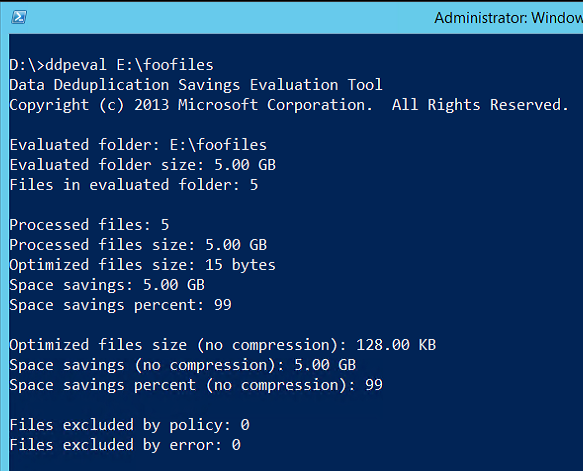 Administrator: Window
D:\>ddpeval E:\foofiles
Data Deduplication Savings Evaluation Tool
Copyright (c) 2013 Microsoft Corporation.  All Rights Reserved.
Evaluated folder: E:\foofiles
Evaluated folder size: 5.00 GB
Files in evaluated folder: 5
Processed files: 5
Processed files size: 5.00 GB
Optimized files size: 15 bytes
Space savings: 5.00 GB
Space savings percent: 99
Optimized files size (no compression): 128.00 KB
Space savings (no compression): 5.00 GB
Space savings percent (no compression): 99
Files excluded by policy: 0
Files excluded by error: 0